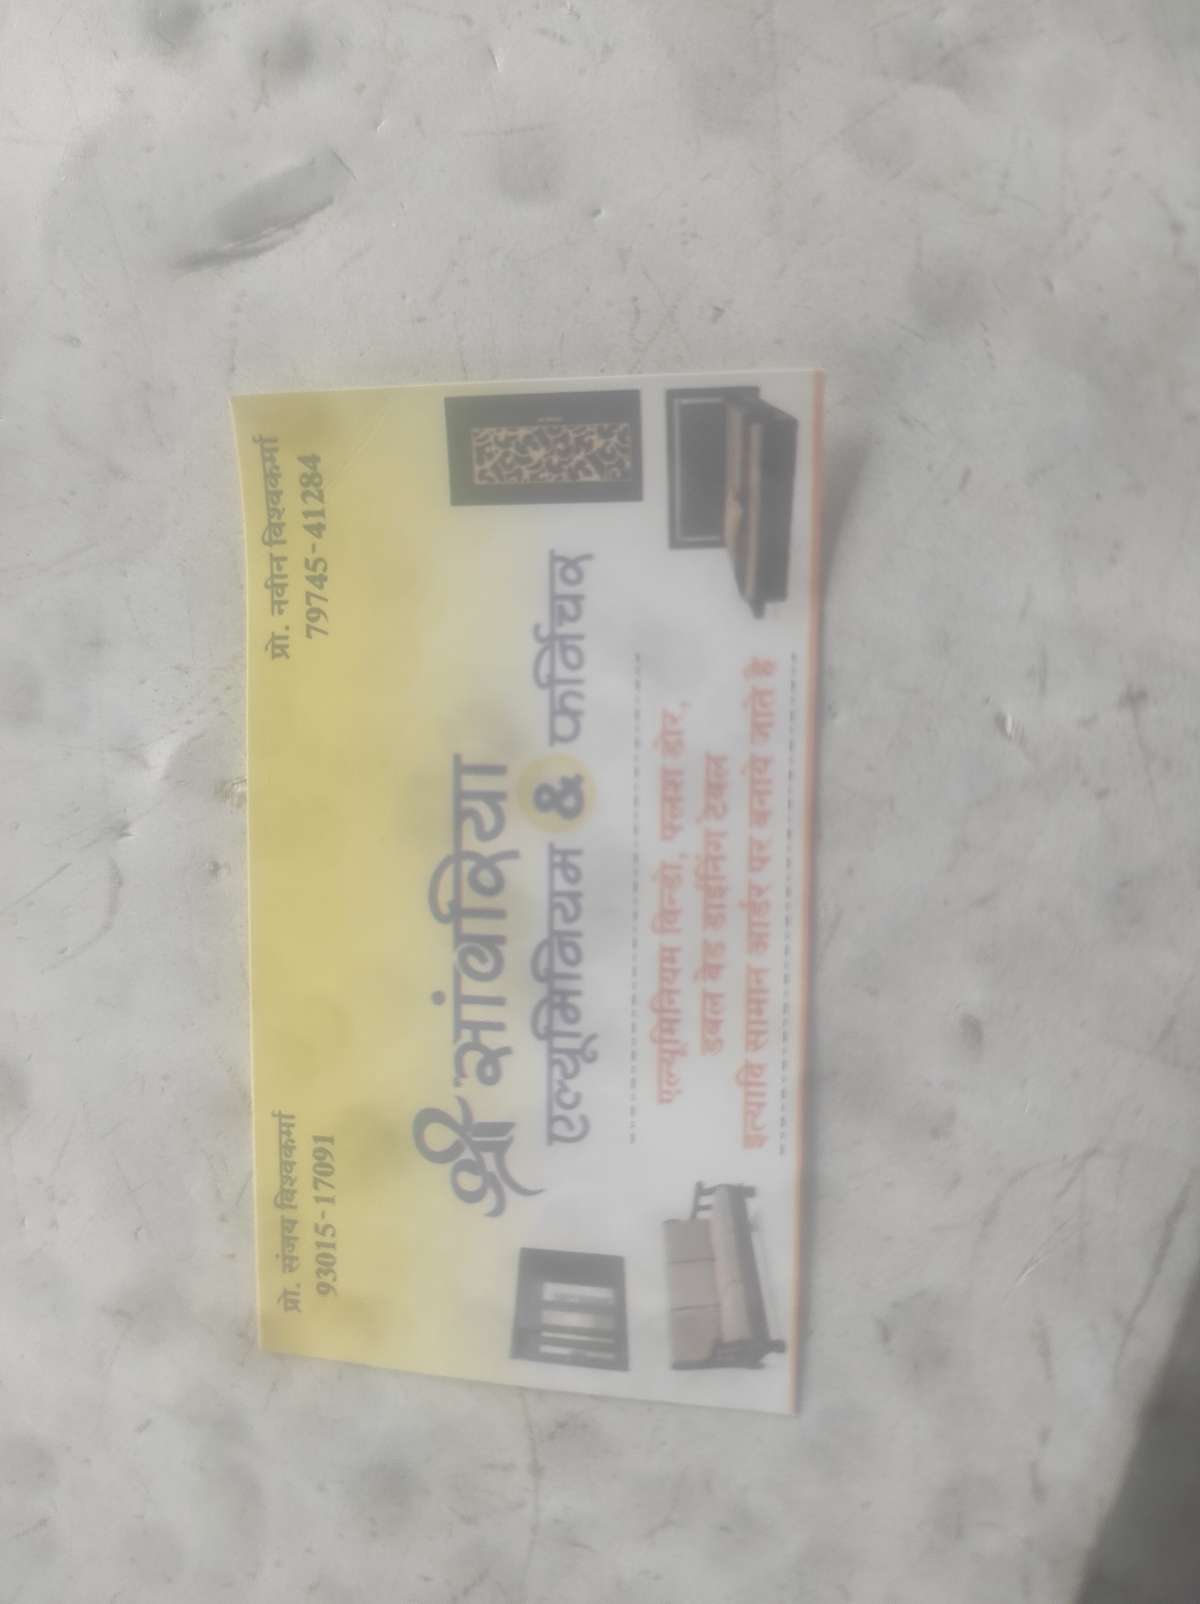 प्रो. संजय विश्वकर्मा
93015-17091
प्रो. नवीन विश्वकर्मा
79745-41284
श्री सांवरिया
एल्यूमिनियम & फर्निचर
एल्यूमिनियम विन्डो, फ्लश डोर,
डबल बेड डाईनिंग टेबल
इत्यादि सामान आर्डर पर बनाये जाते है